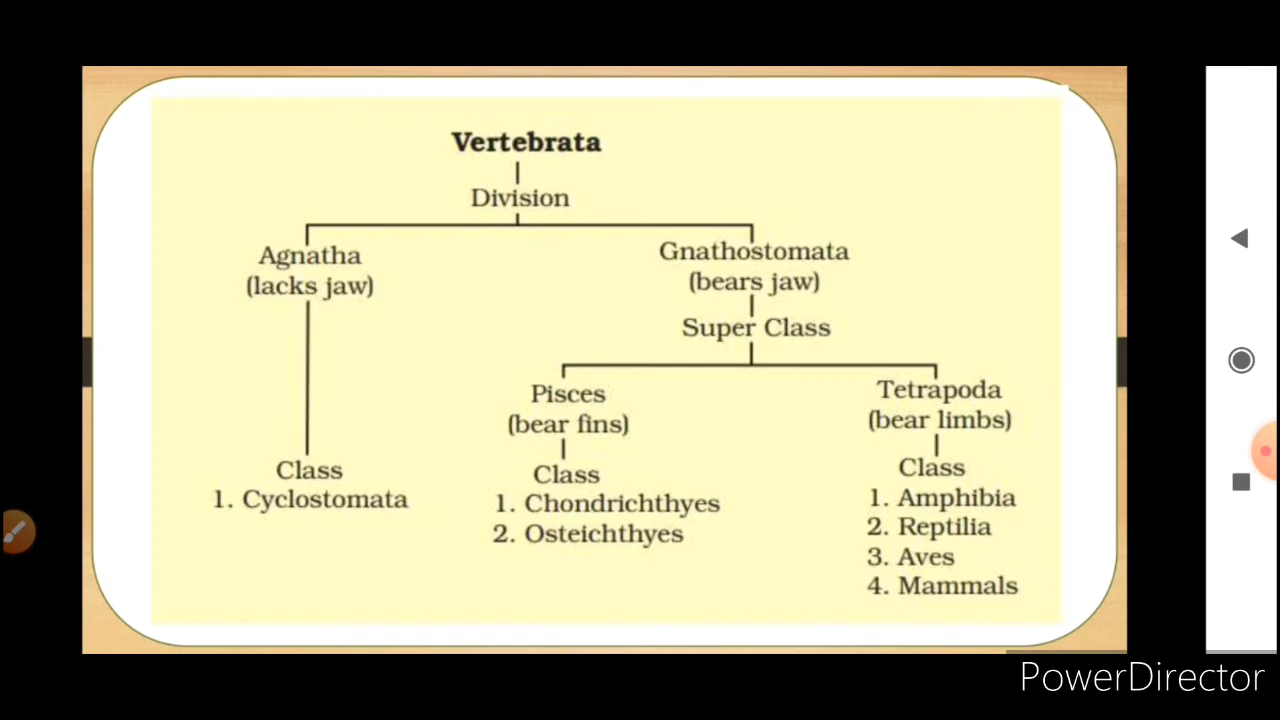 Vertebrata
Division
Agnatha
(lacks jaw)
Gnathostomata
(bears jaw)
Super Class
Pisces
(bear fins)
Tetrapoda
(bear limbs)
Class
1. Cyclostomata
Class
1. Chondrichthyes
2. Osteichthyes
Class
1. Amphibia
2. Reptilia
3. Aves
4. Mammals
PowerDirector